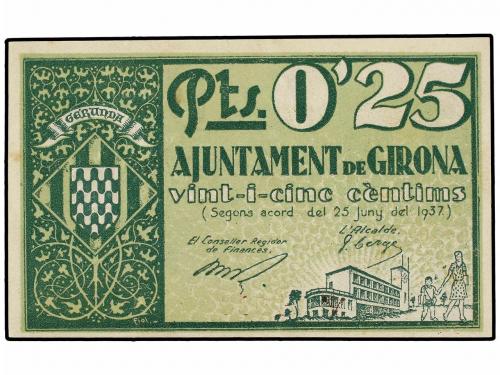 GERUNDA
Pts. 0'25
AJUNTAMENT DE GIRONA
vint-i-cinc cèntims
(Segons acord del 25 juny del 1937.)
El Conseller Regidor
de Finances,
L'Alcalde,
Fiol.